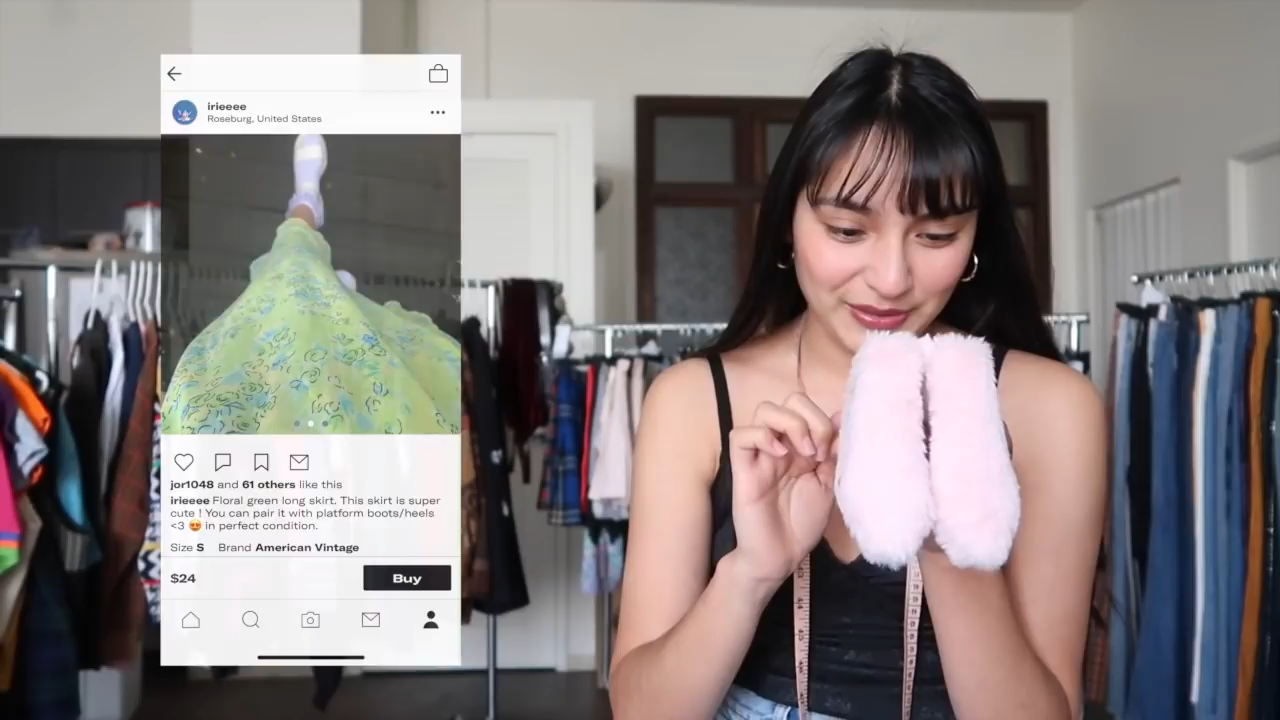 irieeee
Roseburg, United States
jor1048 and 61 others like this
irieeee Floral green long skirt. This skirt is super
cute ! You can pair it with platform boots/heels
<3 😍 in perfect condition.
Size S Brand American Vintage
$24
Buy